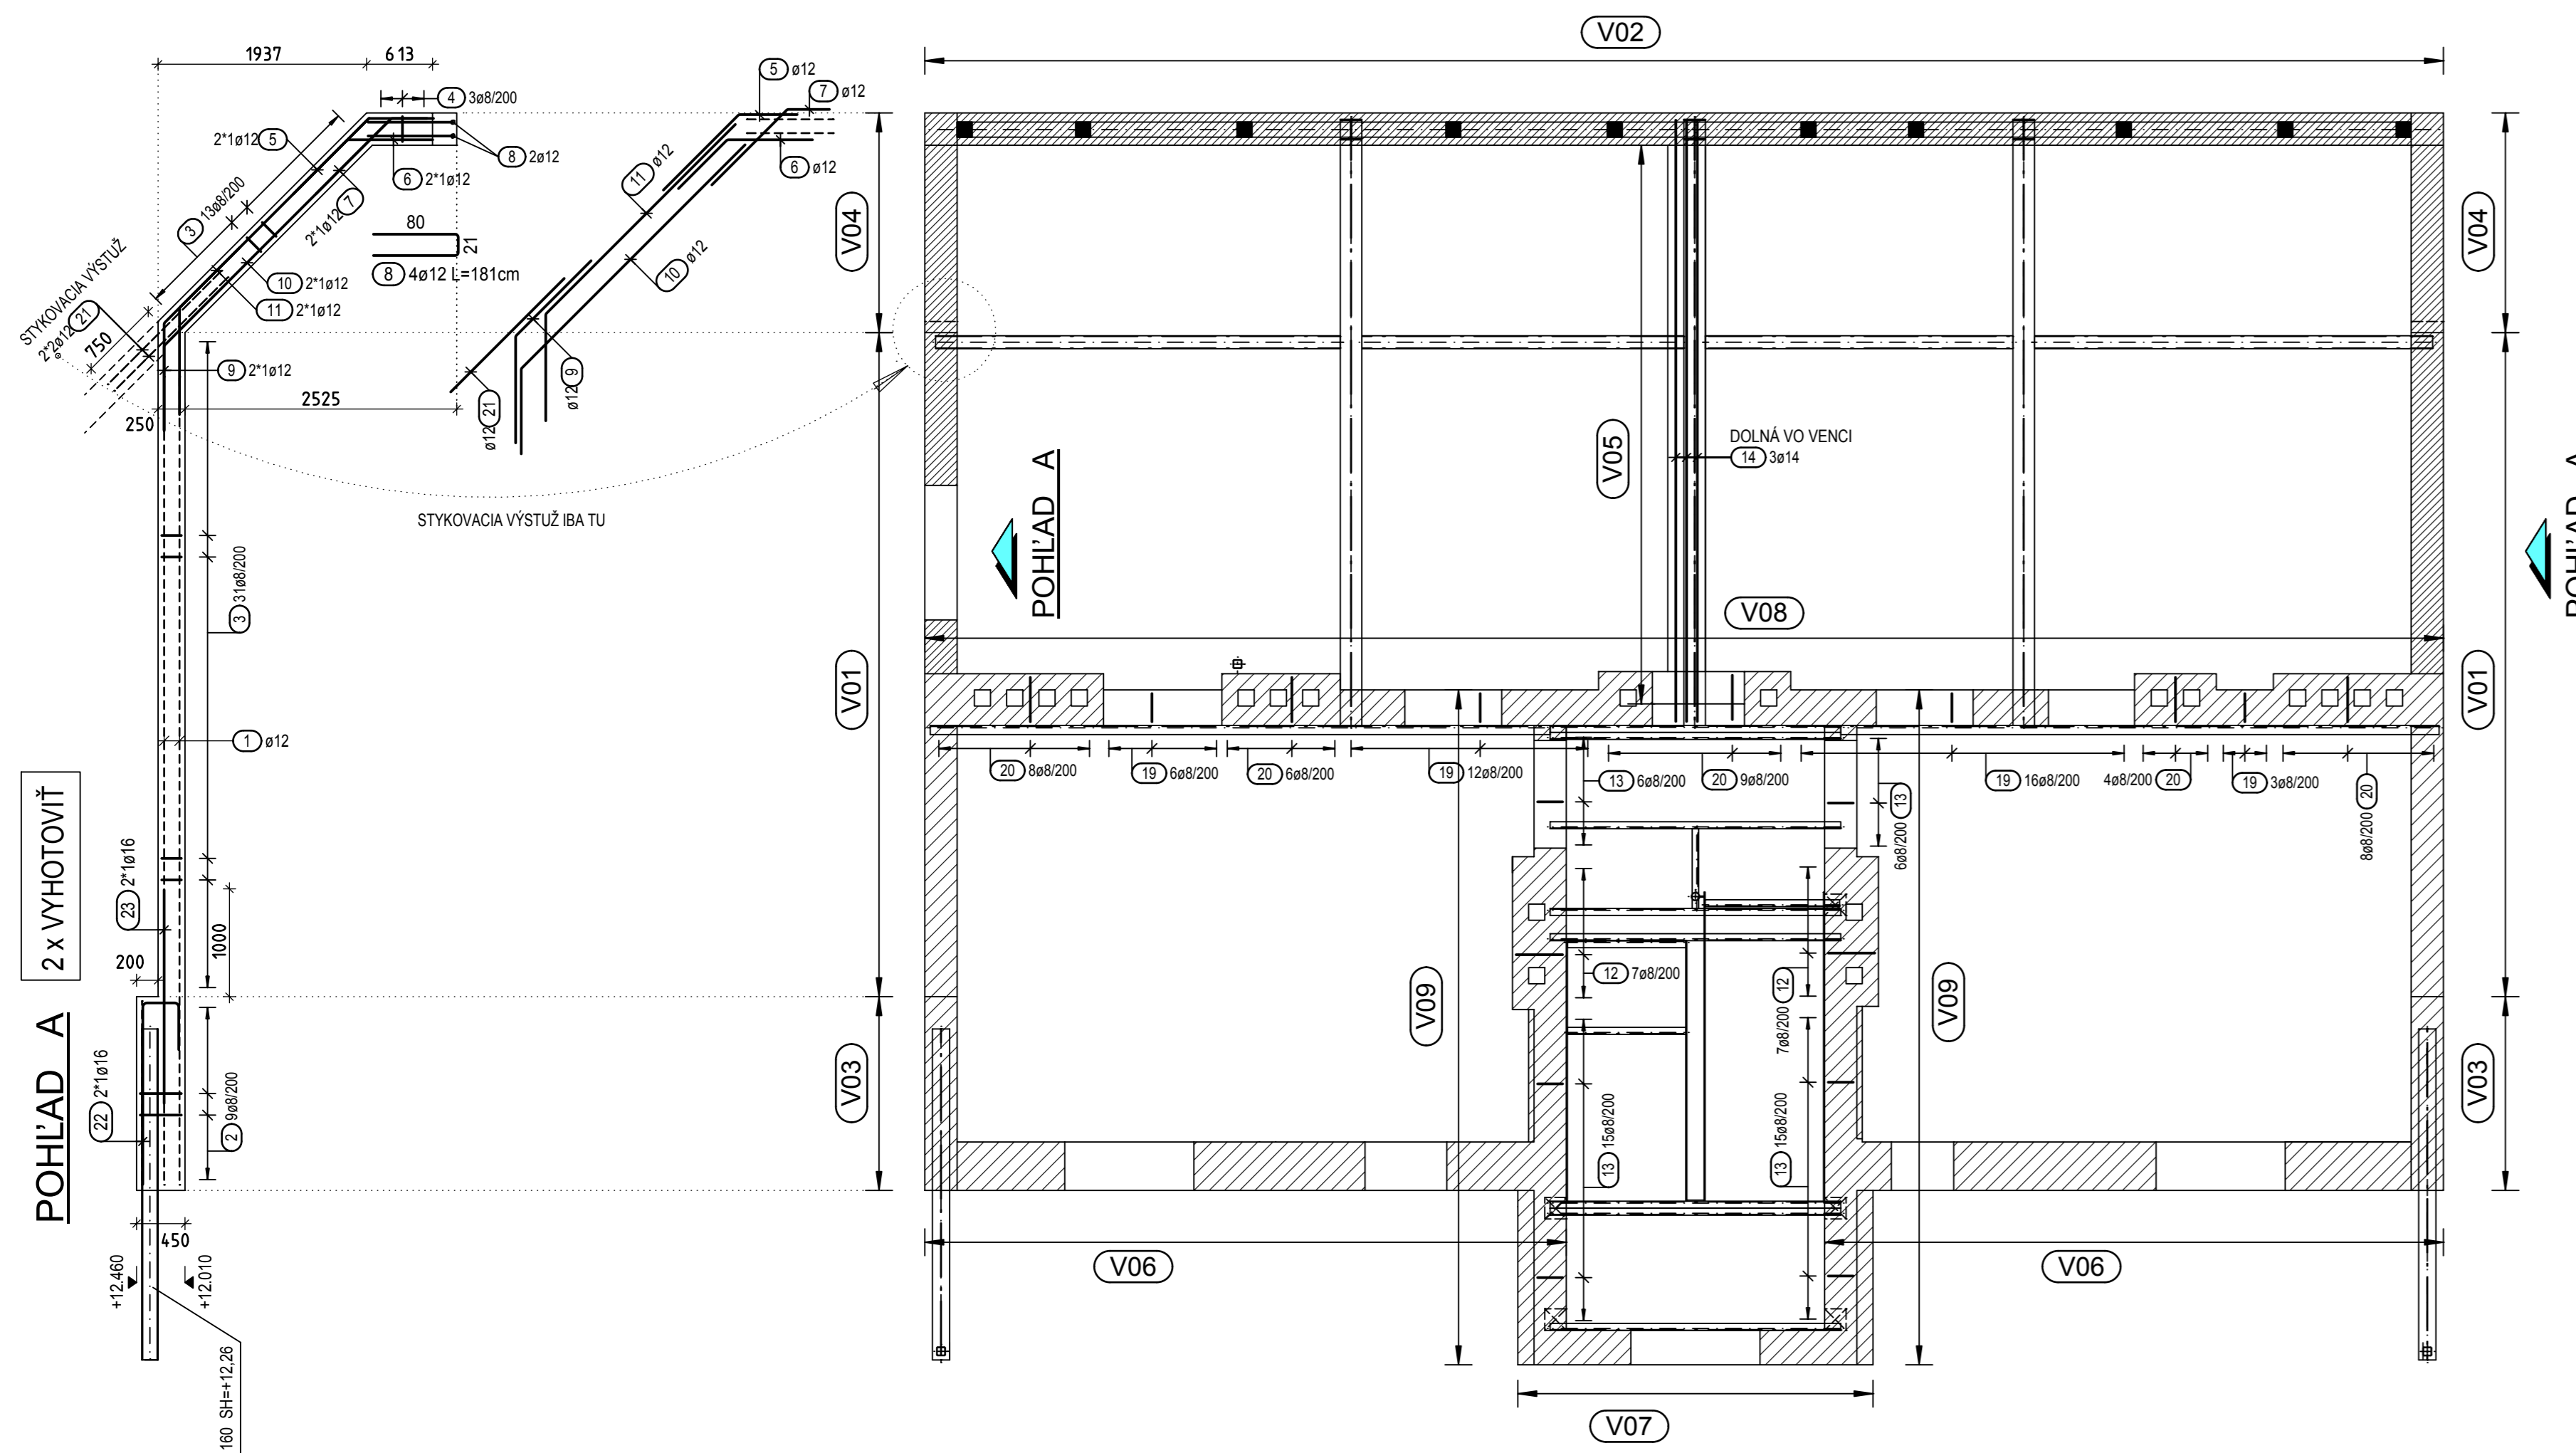 V02
1937
613
4 3ø8/200
5 ø12
7 ø12
2*1ø12 5
8 2ø12
6 2*1ø12
6 ø12
11 ø12
3 13ø8/200
2*1ø12 7
80
21
8 4ø12 L=181cm
10 2*1ø12
11 2*1ø12
10 ø12
STYKOVACIA VÝSTUŽ
2*2ø12 21
750
9 2*1ø12
2525
250
ø12 21
ø12 9
STYKOVACIA VÝSTUŽ IBA TU
V04
V04
V05
DOLNÁ VO VENCI
14 3ø14
POHĽAD A
POHĽAD A
V08
3 31ø8/200
V01
V01
1 ø12
20 8ø8/200
19 6ø8/200
20 6ø8/200
19 12ø8/200
13 6ø8/200
20 9ø8/200
19 16ø8/200
4ø8/200 20
19 3ø8/200
8ø8/200 20
6ø8/200 13
2 x VYHOTOVIŤ
23 2*1ø16
200
1000
12 7ø8/200
7ø8/200 12
V09
V09
POHĽAD A
22 2*1ø16
2 9ø8/200
V03
V03
13 15ø8/200
13 15ø8/200
450
+12.460
+12.010
V06
V06
160 SH=+12,26
V07